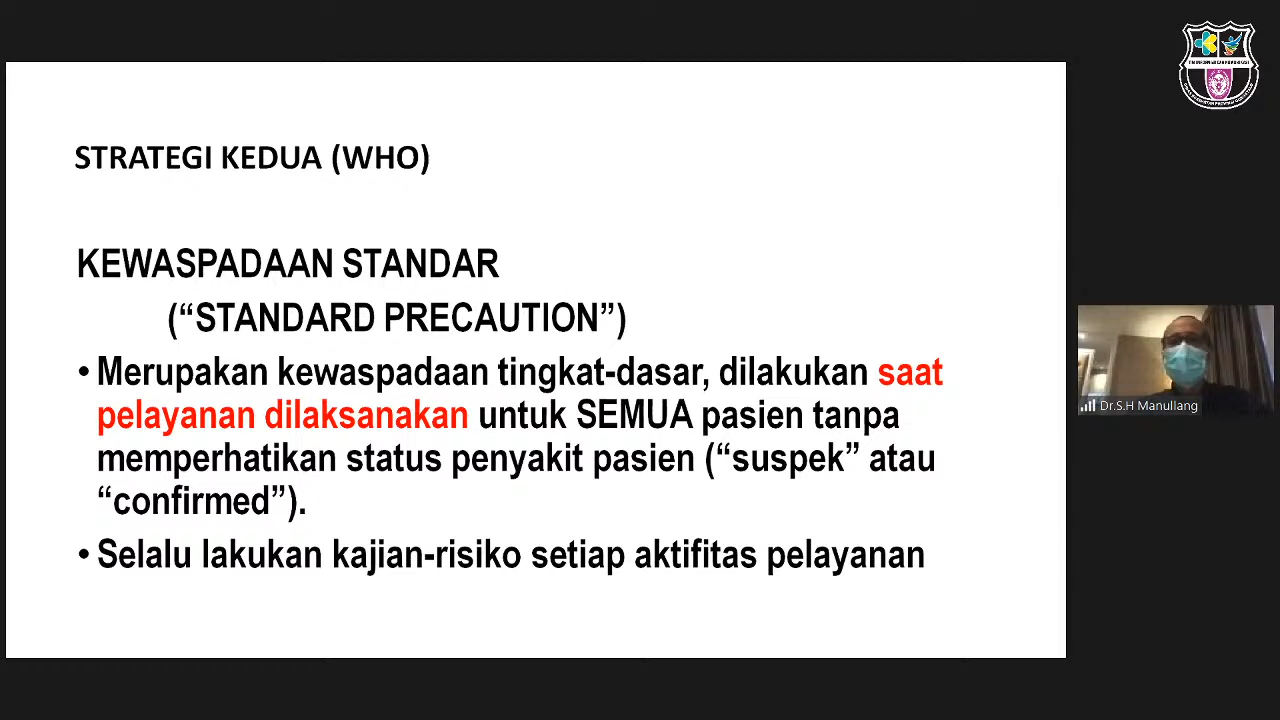 STRATEGI KEDUA (WHO)
KEWASPADAAN STANDAR
(“STANDARD PRECAUTION”)
• Merupakan kewaspadaan tingkat-dasar, dilakukan saat
pelayanan dilaksanakan untuk SEMUA pasien tanpa
memperhatikan status penyakit pasien (“suspek” atau
“confirmed”).
• Selalu lakukan kajian-risiko setiap aktifitas pelayanan
Dr.S.H Manullang